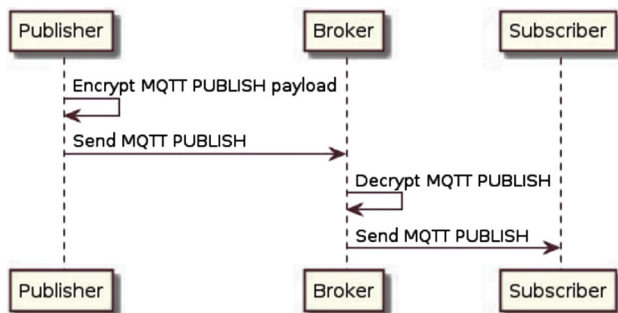 Publisher
Broker
Subscriber
Encrypt MQTT PUBLISH payload
Send MQTT PUBLISH
Decrypt MQTT PUBLISH
Send MQTT PUBLISH
Publisher
Broker
Subscriber